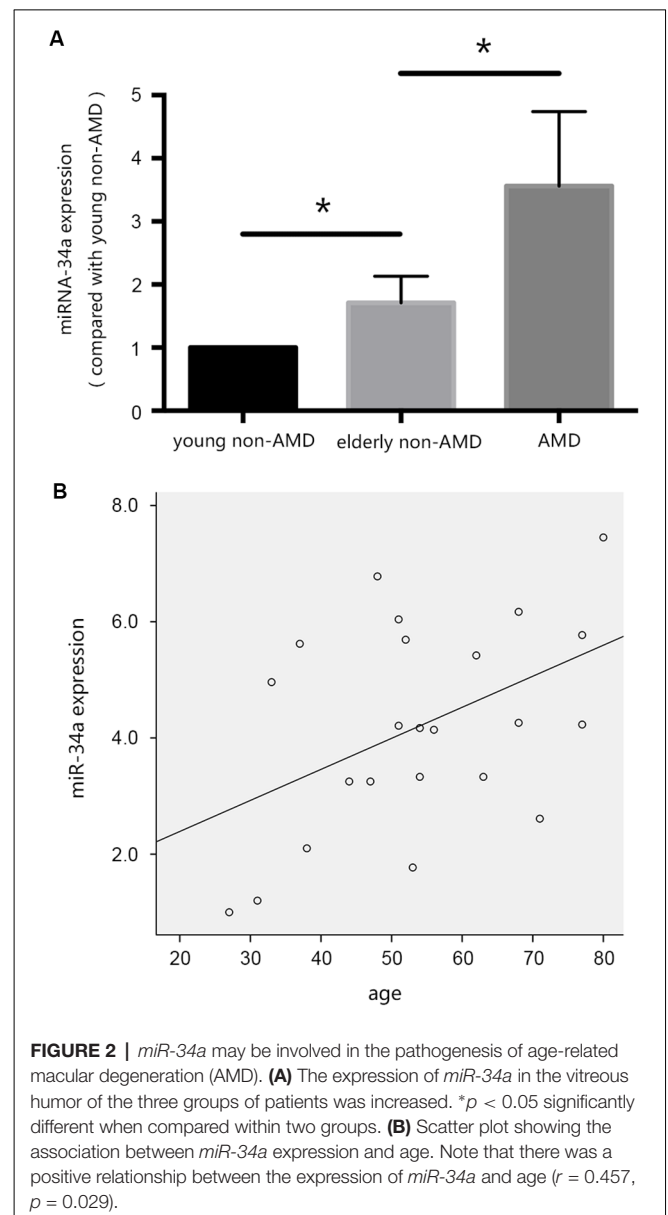 A
*
*
miRNA-34a expression
( compared with young non-AMD )
5
4
3
2
1
0
young non-AMD elderly non-AMD AMD
B
miR-34a expression
8.0
6.0
4.0
2.0
20 30 40 50 60 70 80
age
FIGURE 2 | miR-34a may be involved in the pathogenesis of age-related
macular degeneration (AMD). (A) The expression of miR-34a in the vitreous
humor of the three groups of patients was increased. *p < 0.05 significantly
different when compared within two groups. (B) Scatter plot showing the
association between miR-34a expression and age. Note that there was a
positive relationship between the expression of miR-34a and age (r = 0.457,
p = 0.029).